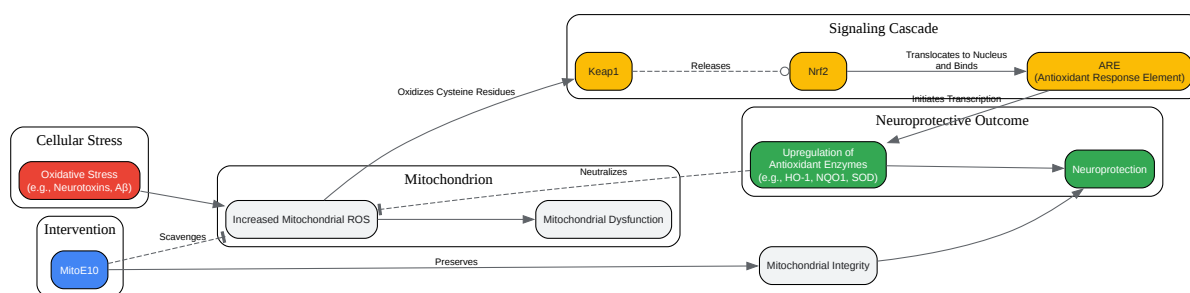 Signaling Cascade
Keap1
Releases
Nrf2
Translocates to Nucleus
and Binds
ARE
(Antioxidant Response Element)
Oxidizes Cysteine Residues
Initiates Transcription
Neuroprotective Outcome
Cellular Stress
Oxidative Stress
(e.g., Neurotoxins, Aβ)
Mitochondrion
Neutralizes
Upregulation of
Antioxidant Enzymes
(e.g., HO-1, NQO1, SOD)
Neuroprotection
Increased Mitochondrial ROS
Mitochondrial Dysfunction
Intervention
Scavenges
MitoE10
Preserves
Mitochondrial Integrity